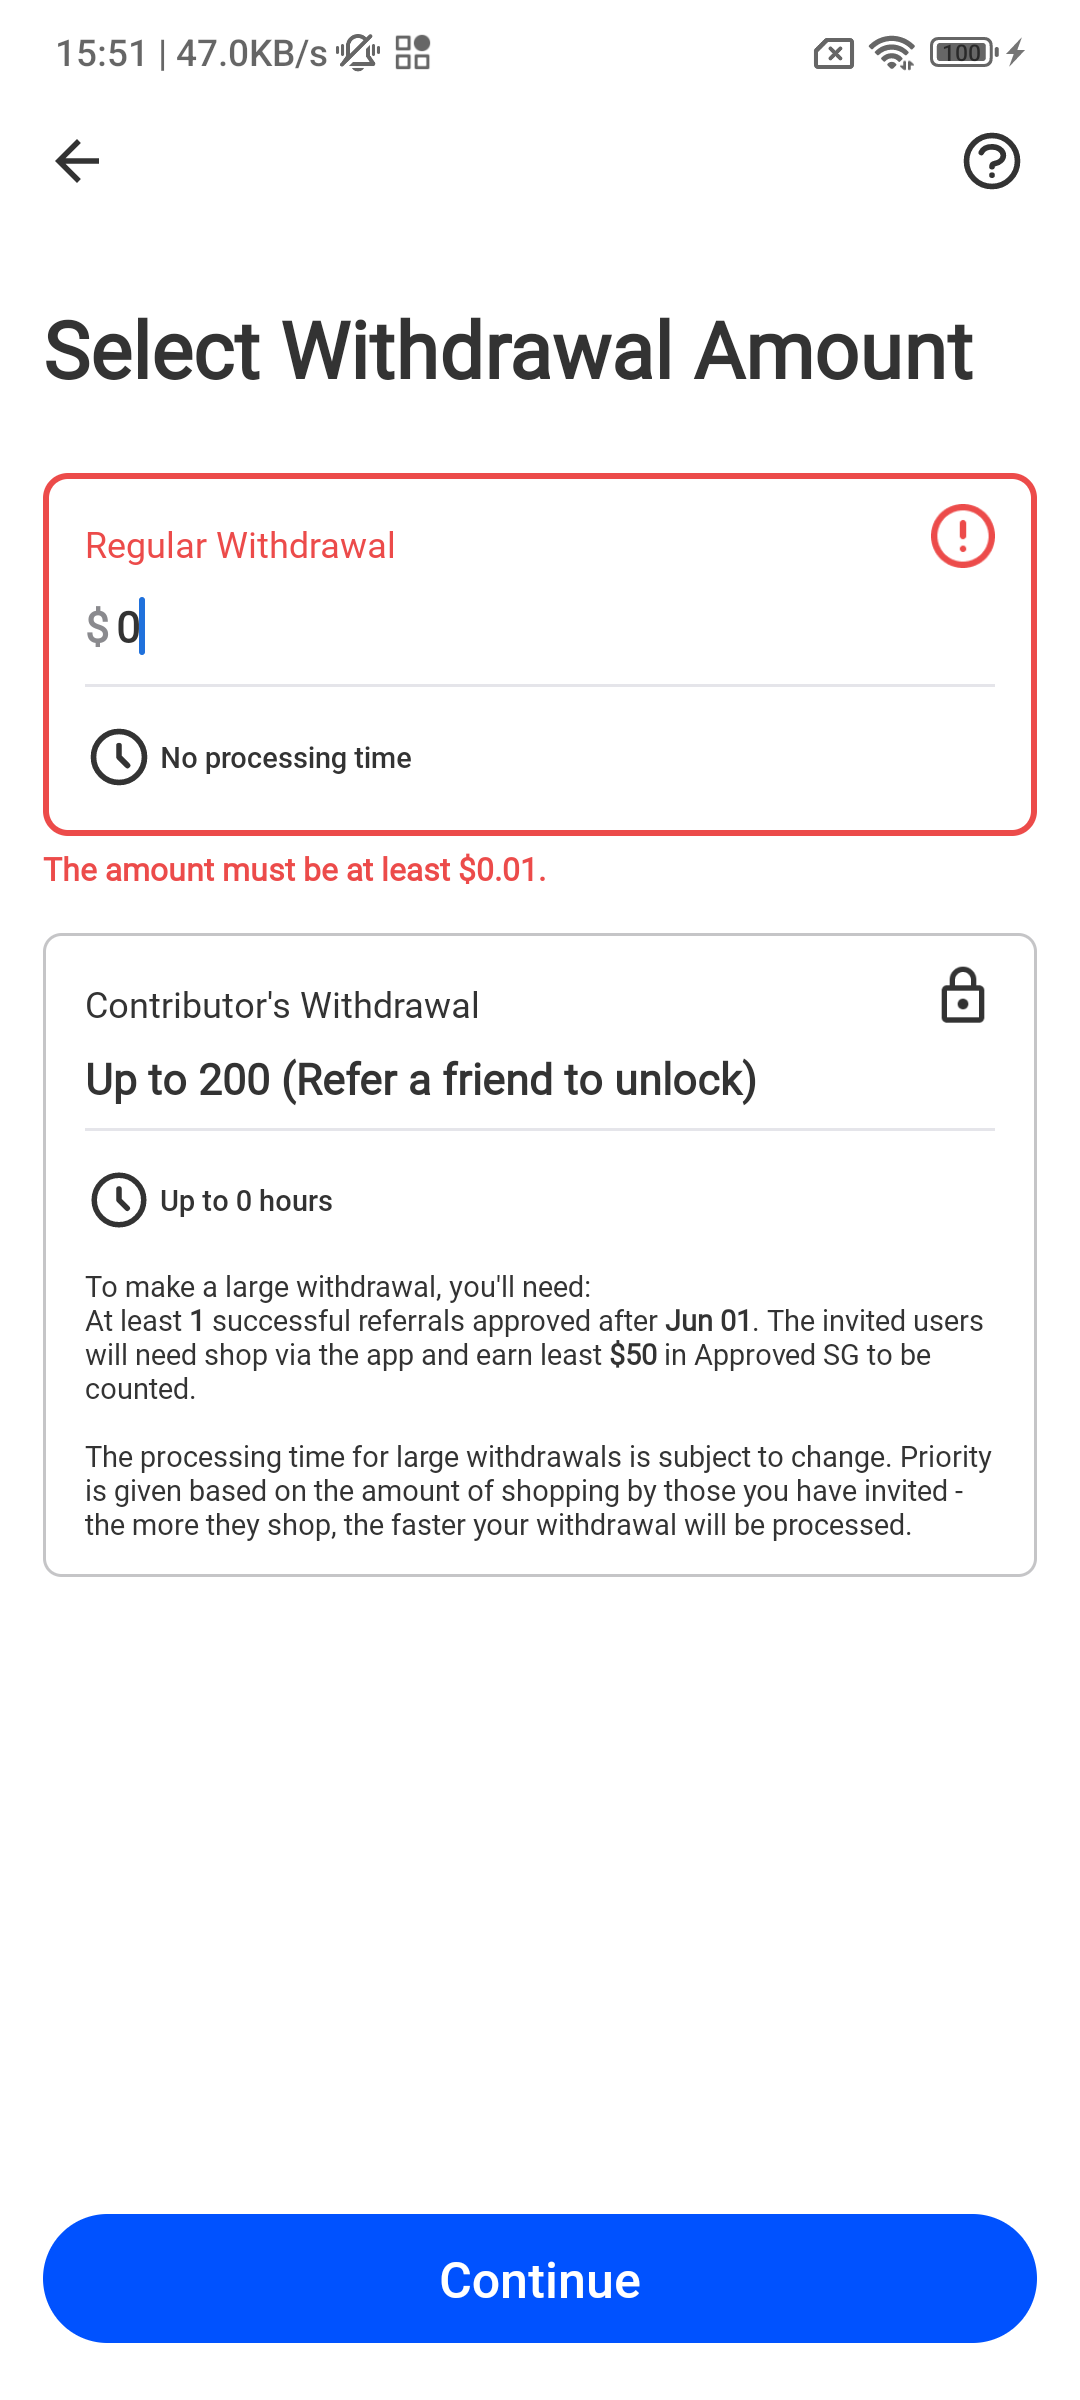 15:51 | 47.0KB/s
100
Select Withdrawal Amount
Regular Withdrawal
$ 0
No processing time
The amount must be at least $0.01.
Contributor's Withdrawal
Up to 200 (Refer a friend to unlock)
Up to 0 hours
To make a large withdrawal, you'll need:
At least 1 successful referrals approved after Jun 01. The invited users
will need shop via the app and earn least $50 in Approved SG to be
counted.
The processing time for large withdrawals is subject to change. Priority
is given based on the amount of shopping by those you have invited -
the more they shop, the faster your withdrawal will be processed.
Continue